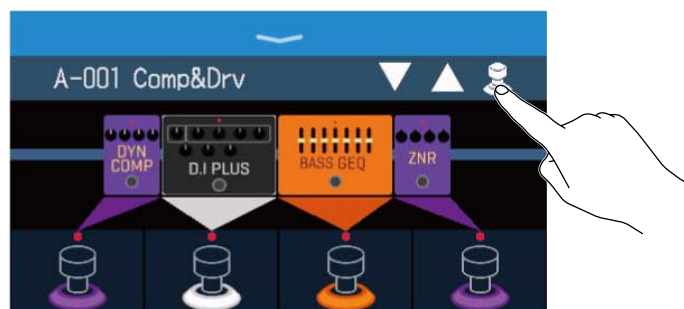 A-001 Comp&Drv
DYN
COMP
D.I PLUS
BASS GEQ
ZNR